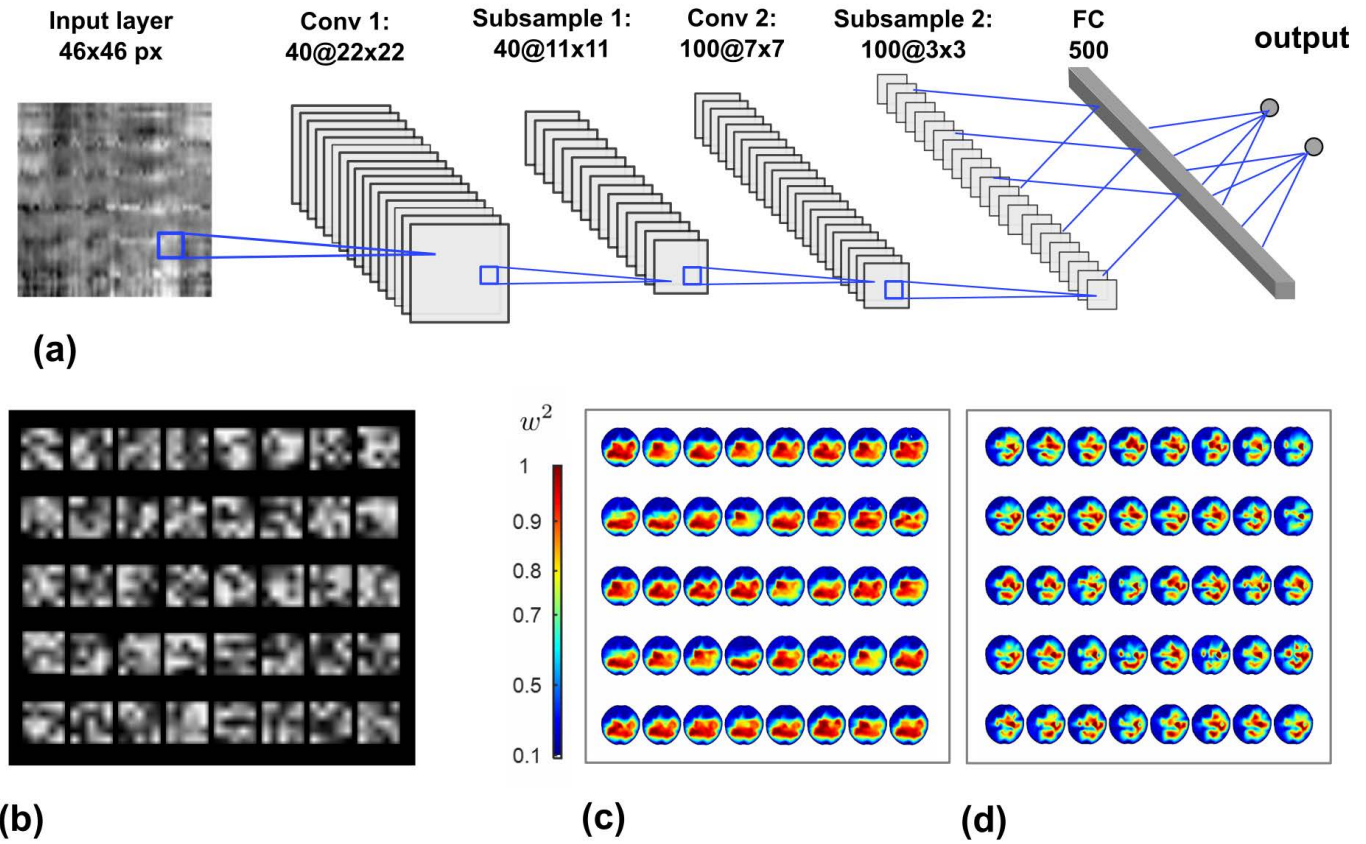 Input layer
46x46 px
Conv 1:
40@22x22
Subsample 1:
40@11x11
Conv 2:
100@7x7
Subsample 2:
100@3x3
FC
500
output
(a)
w²
1
0.9
0.8
0.7
0.5
0.1
(b)
(c)
(d)